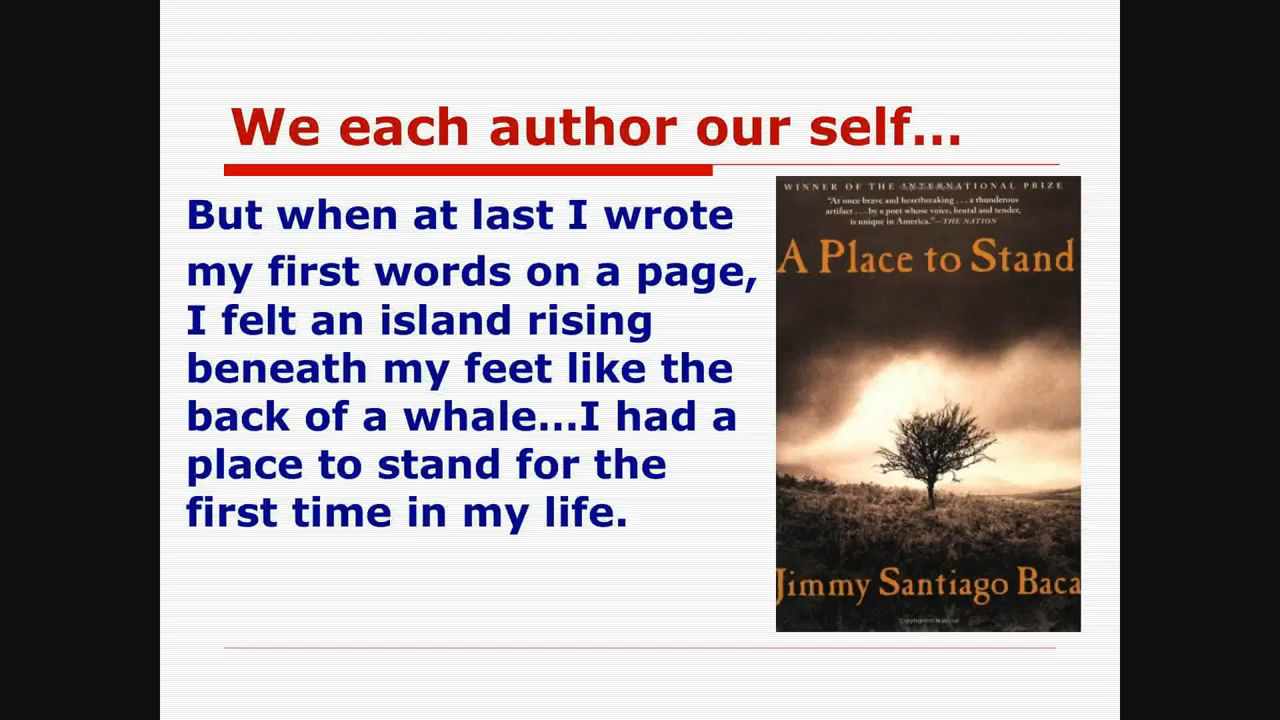 We each author our self...
But when at last I wrote
my first words on a page,
I felt an island rising
beneath my feet like the
back of a whale...I had a
place to stand for the
first time in my life.
WINNER OF THE INTERNATIONAL PRIZE
"At once brave and heartbreaking . . . a thunderous
artifact . . . by a poet whose voice, brutal and tender,
is unique in America."—THE NATION
A Place to Stand
Jimmy Santiago Baca
Copyrighted Material